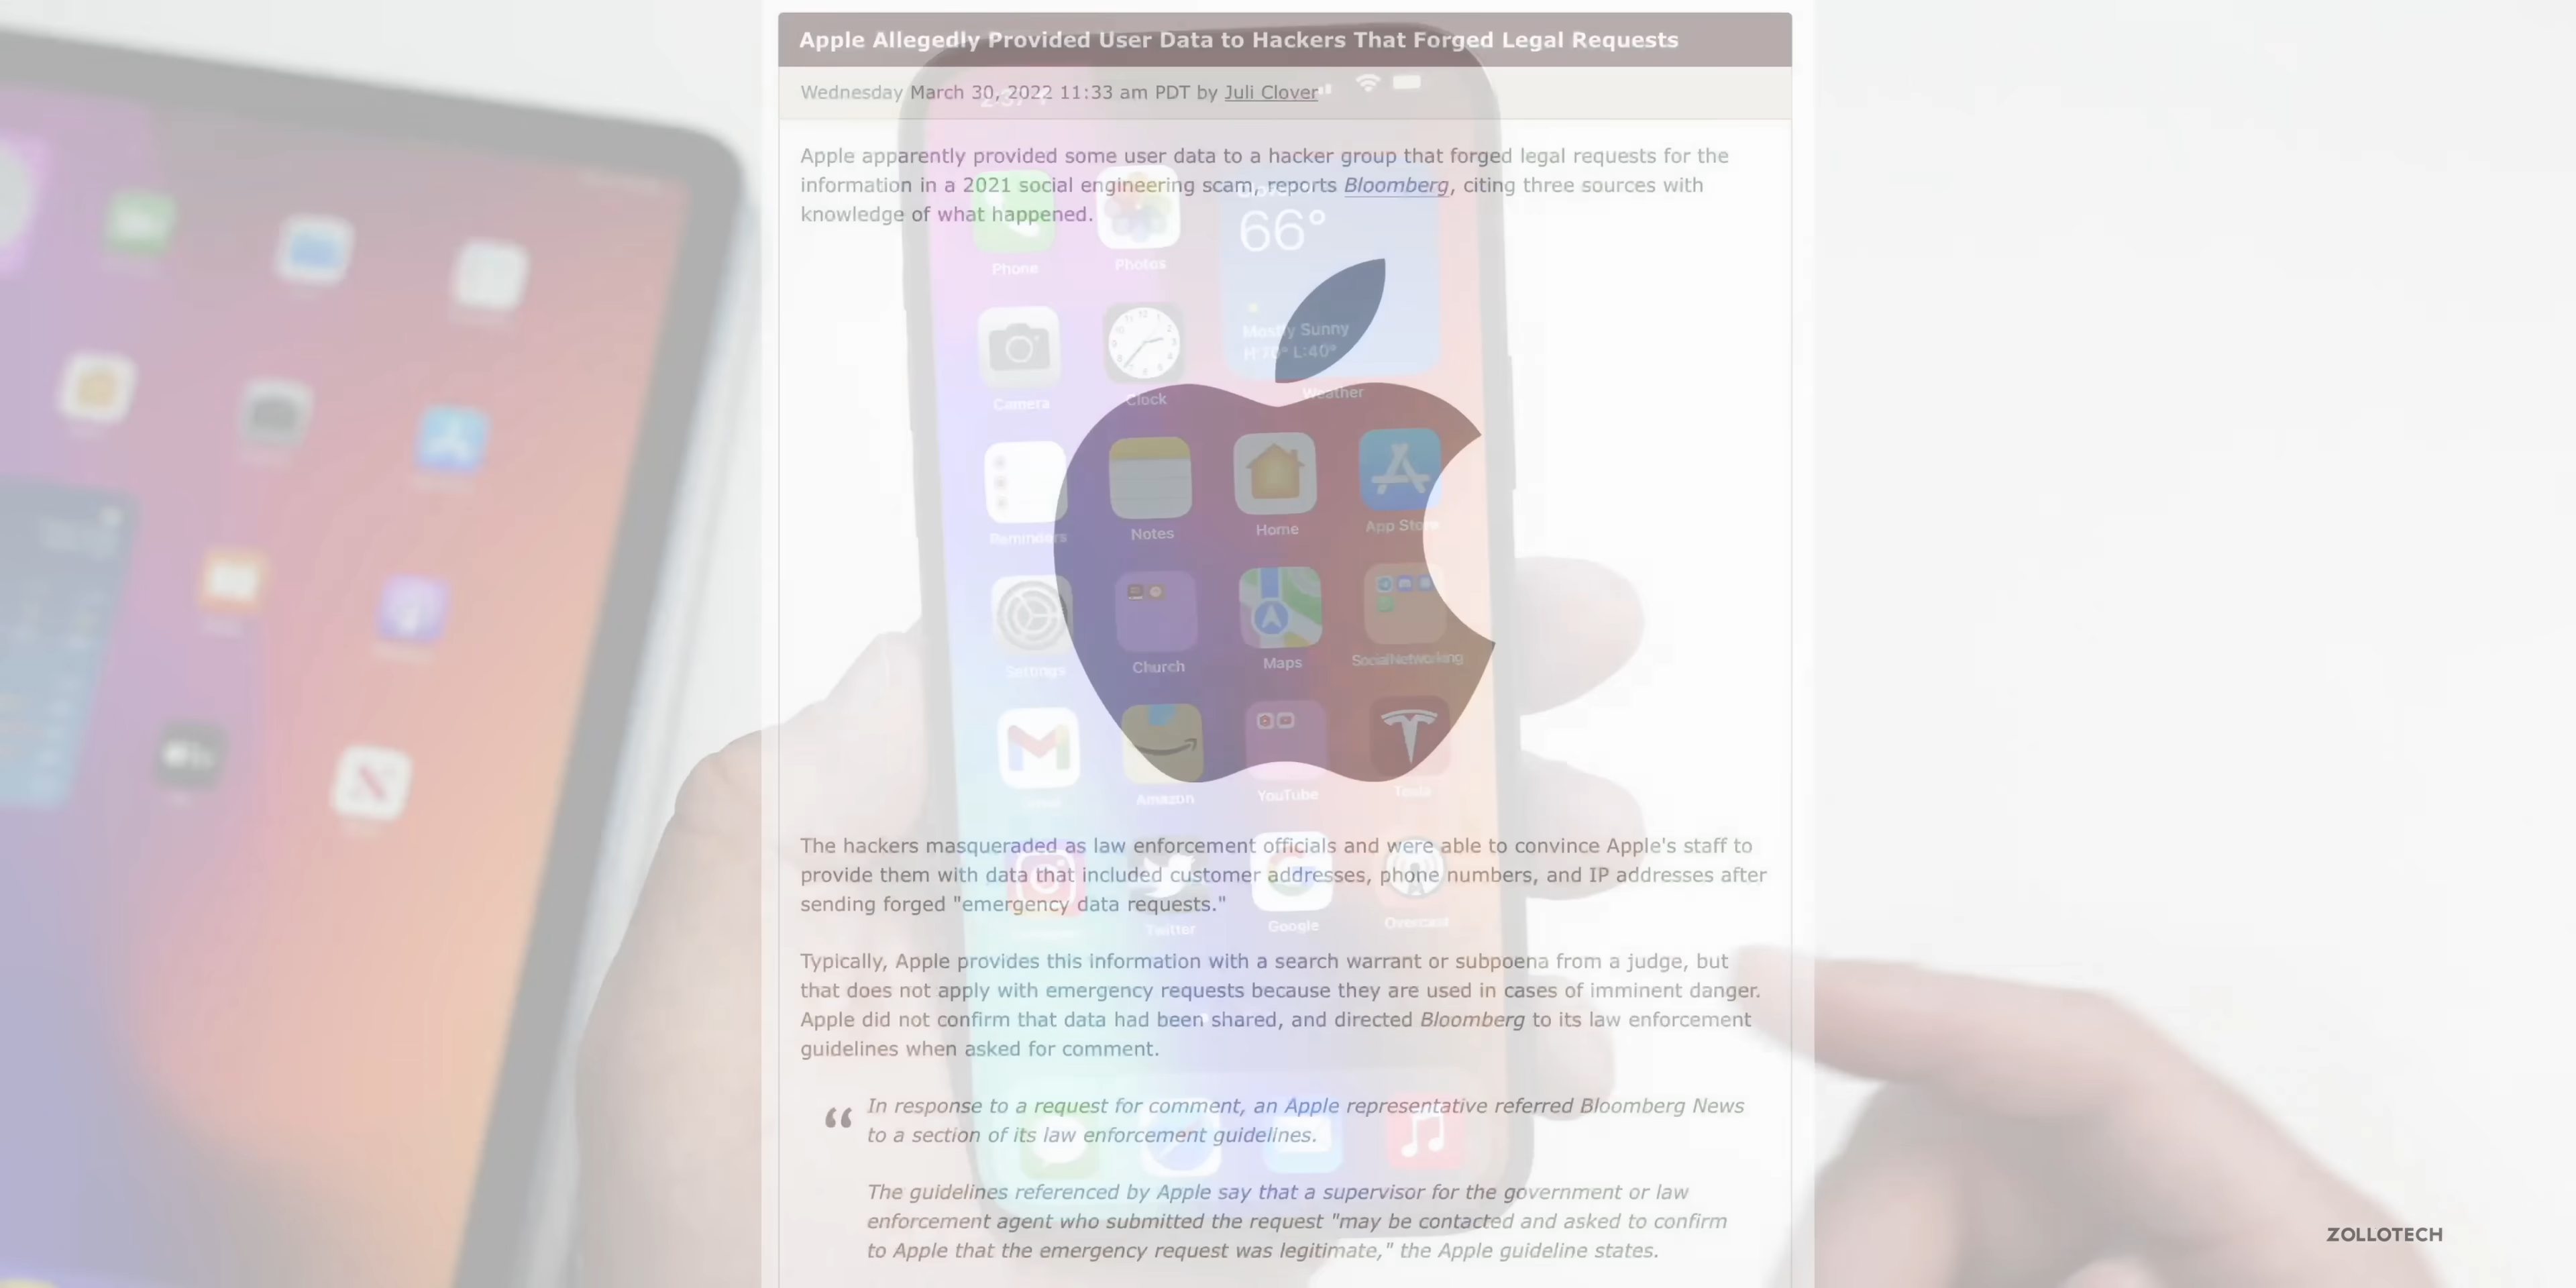 Apple Allegedly Provided User Data to Hackers That Forged Legal Requests
Wednesday March 30, 2022 11:33 am PDT by Juli Clover
Apple apparently provided some user data to a hacker group that forged legal requests for the
information in a 2021 social engineering scam, reports Bloomberg, citing three sources with
knowledge of what happened.
66°
Mostly Sunny
H:70° L:40°
Phone
Photos
Weather
Camera
Clock
Reminders
Notes
Home
App Store
Settings
Church
Maps
SocialNetworking
Amazon
YouTube
Tesla
The hackers masqueraded as law enforcement officials and were able to convince Apple's staff to
provide them with data that included customer addresses, phone numbers, and IP addresses after
sending forged "emergency data requests."
Twitter
Google
Overcast
Typically, Apple provides this information with a search warrant or subpoena from a judge, but
that does not apply with emergency requests because they are used in cases of imminent danger.
Apple did not confirm that data had been shared, and directed Bloomberg to its law enforcement
guidelines when asked for comment.
“ In response to a request for comment, an Apple representative referred Bloomberg News
to a section of its law enforcement guidelines.
The guidelines referenced by Apple say that a supervisor for the government or law
enforcement agent who submitted the request "may be contacted and asked to confirm
to Apple that the emergency request was legitimate," the Apple guideline states.
ZOLLOTECH